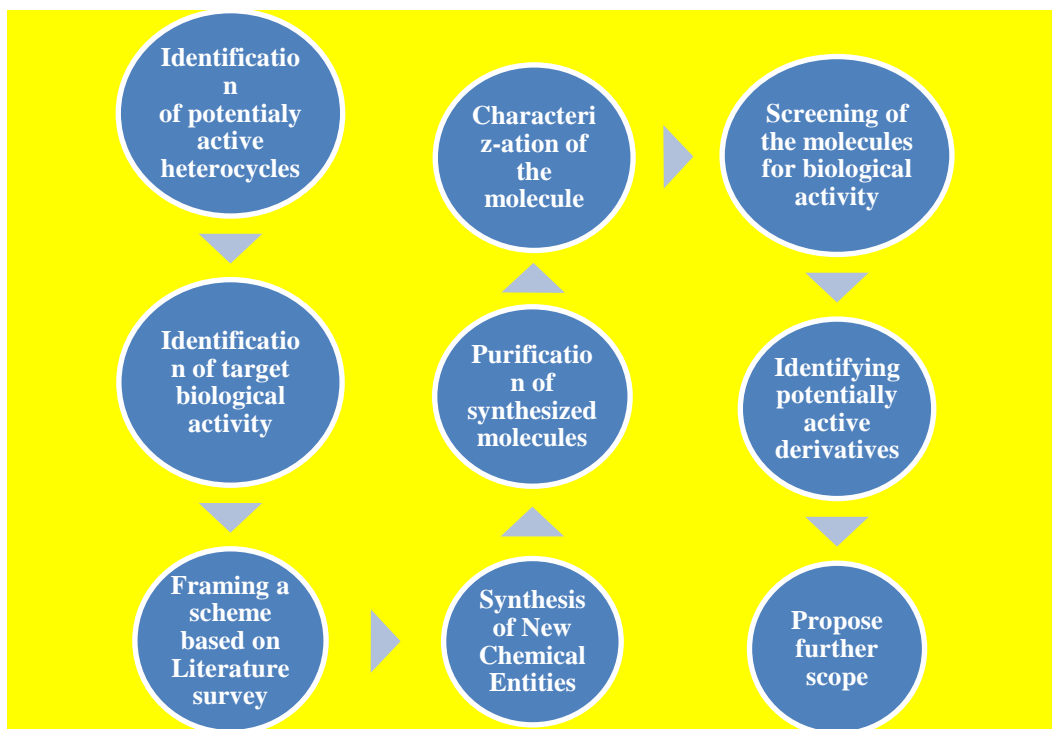 Identificatio
n
of potentialy
active
heterocycles
Identificatio
n of target
biological
activity
Framing a
scheme
based on
Literature
survey
Synthesis
of New
Chemical
Entities
Purificatio
n of
synthesized
molecules
Characteri
z-ation of
the
molecule
Screening of
the molecules
for biological
activity
Identifying
potentially
active
derivatives
Propose
further
scope